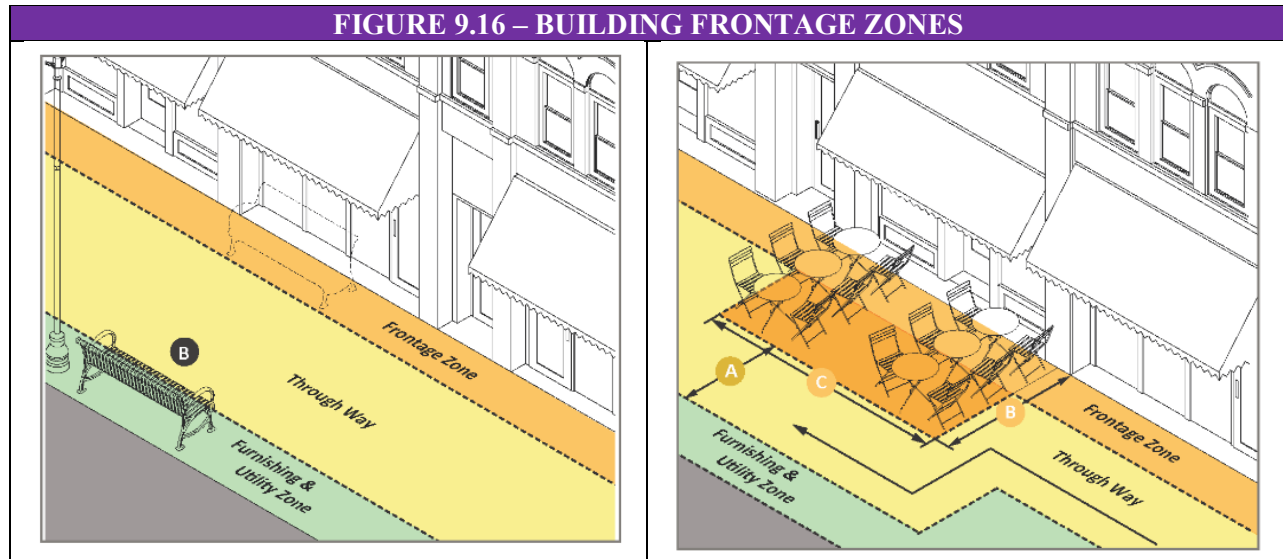 FIGURE 9.16 – BUILDING FRONTAGE ZONES
B
Frontage Zone
Through Way
Furnishing &
Utility Zone
A
C
B
Frontage Zone
Through Way
Furnishing &
Utility Zone